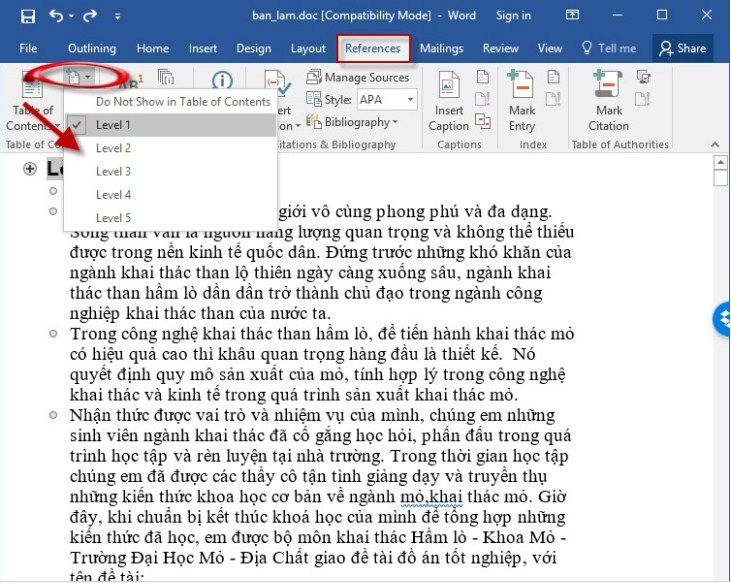 ban_lam.doc [Compatibility Mode] - Word Sign in
File Outlining Home Insert Design Layout References Mailings Review View Tell me Share
Manage Sources
Style: APA
Bibliography
Table of
Contents
Insert
Caption
Mark
Entry
Mark
Citation
Captions Index Table of Authorities
Do Not Show in Table of Contents
Level 1
Level 2
Level 3
Level 4
Level 5
giới vô cùng phong phú và đa dạng.
Song than vẫn là nguồn năng lượng quan trọng và không thể thiếu
được trong nền kinh tế quốc dân. Đứng trước những khó khăn của
ngành khai thác than lộ thiên ngày càng xuống sâu, ngành khai
thác than hầm lò dần dần trở thành chủ đạo trong ngành công
nghiệp khai thác than của nước ta.
Trong công nghệ khai thác than hầm lò, để tiến hành khai thác mỏ
có hiệu quả cao thì khâu quan trọng hàng đầu là thiết kế. Nó
quyết định quy mô sản xuất của mỏ, tính hợp lý trong công nghệ
khai thác và kinh tế trong quá trình sản xuất khai thác mỏ.
Nhận thức được vai trò và nhiệm vụ của mình, chúng em những
sinh viên ngành khai thác đã cố gắng học hỏi, phấn đấu trong quá
trình học tập và rèn luyện tại nhà trường. Trong thời gian học tập
chúng em đã được các thầy cô tận tình giảng dạy và truyền thụ
những kiến thức khoa học cơ bản về ngành mỏ,khai thác mỏ. Giờ
đây, khi chuẩn bị kết thúc khoá học của mình để tổng hợp những
kiến thức đã học, em được bộ môn khai thác Hầm lò - Khoa Mỏ -
Trường Đại Học Mỏ - Địa Chất giao đề tài đồ án tốt nghiệp, với
tên đề tài: